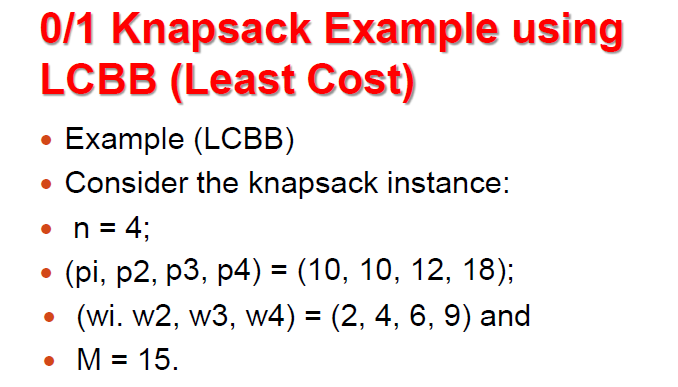 0/1 Knapsack Example using
LCBB (Least Cost)
• Example (LCBB)
• Consider the knapsack instance:
• n = 4;
• (pi, p2, p3, p4) = (10, 10, 12, 18);
• (wi. w2, w3, w4) = (2, 4, 6, 9) and
• M = 15.